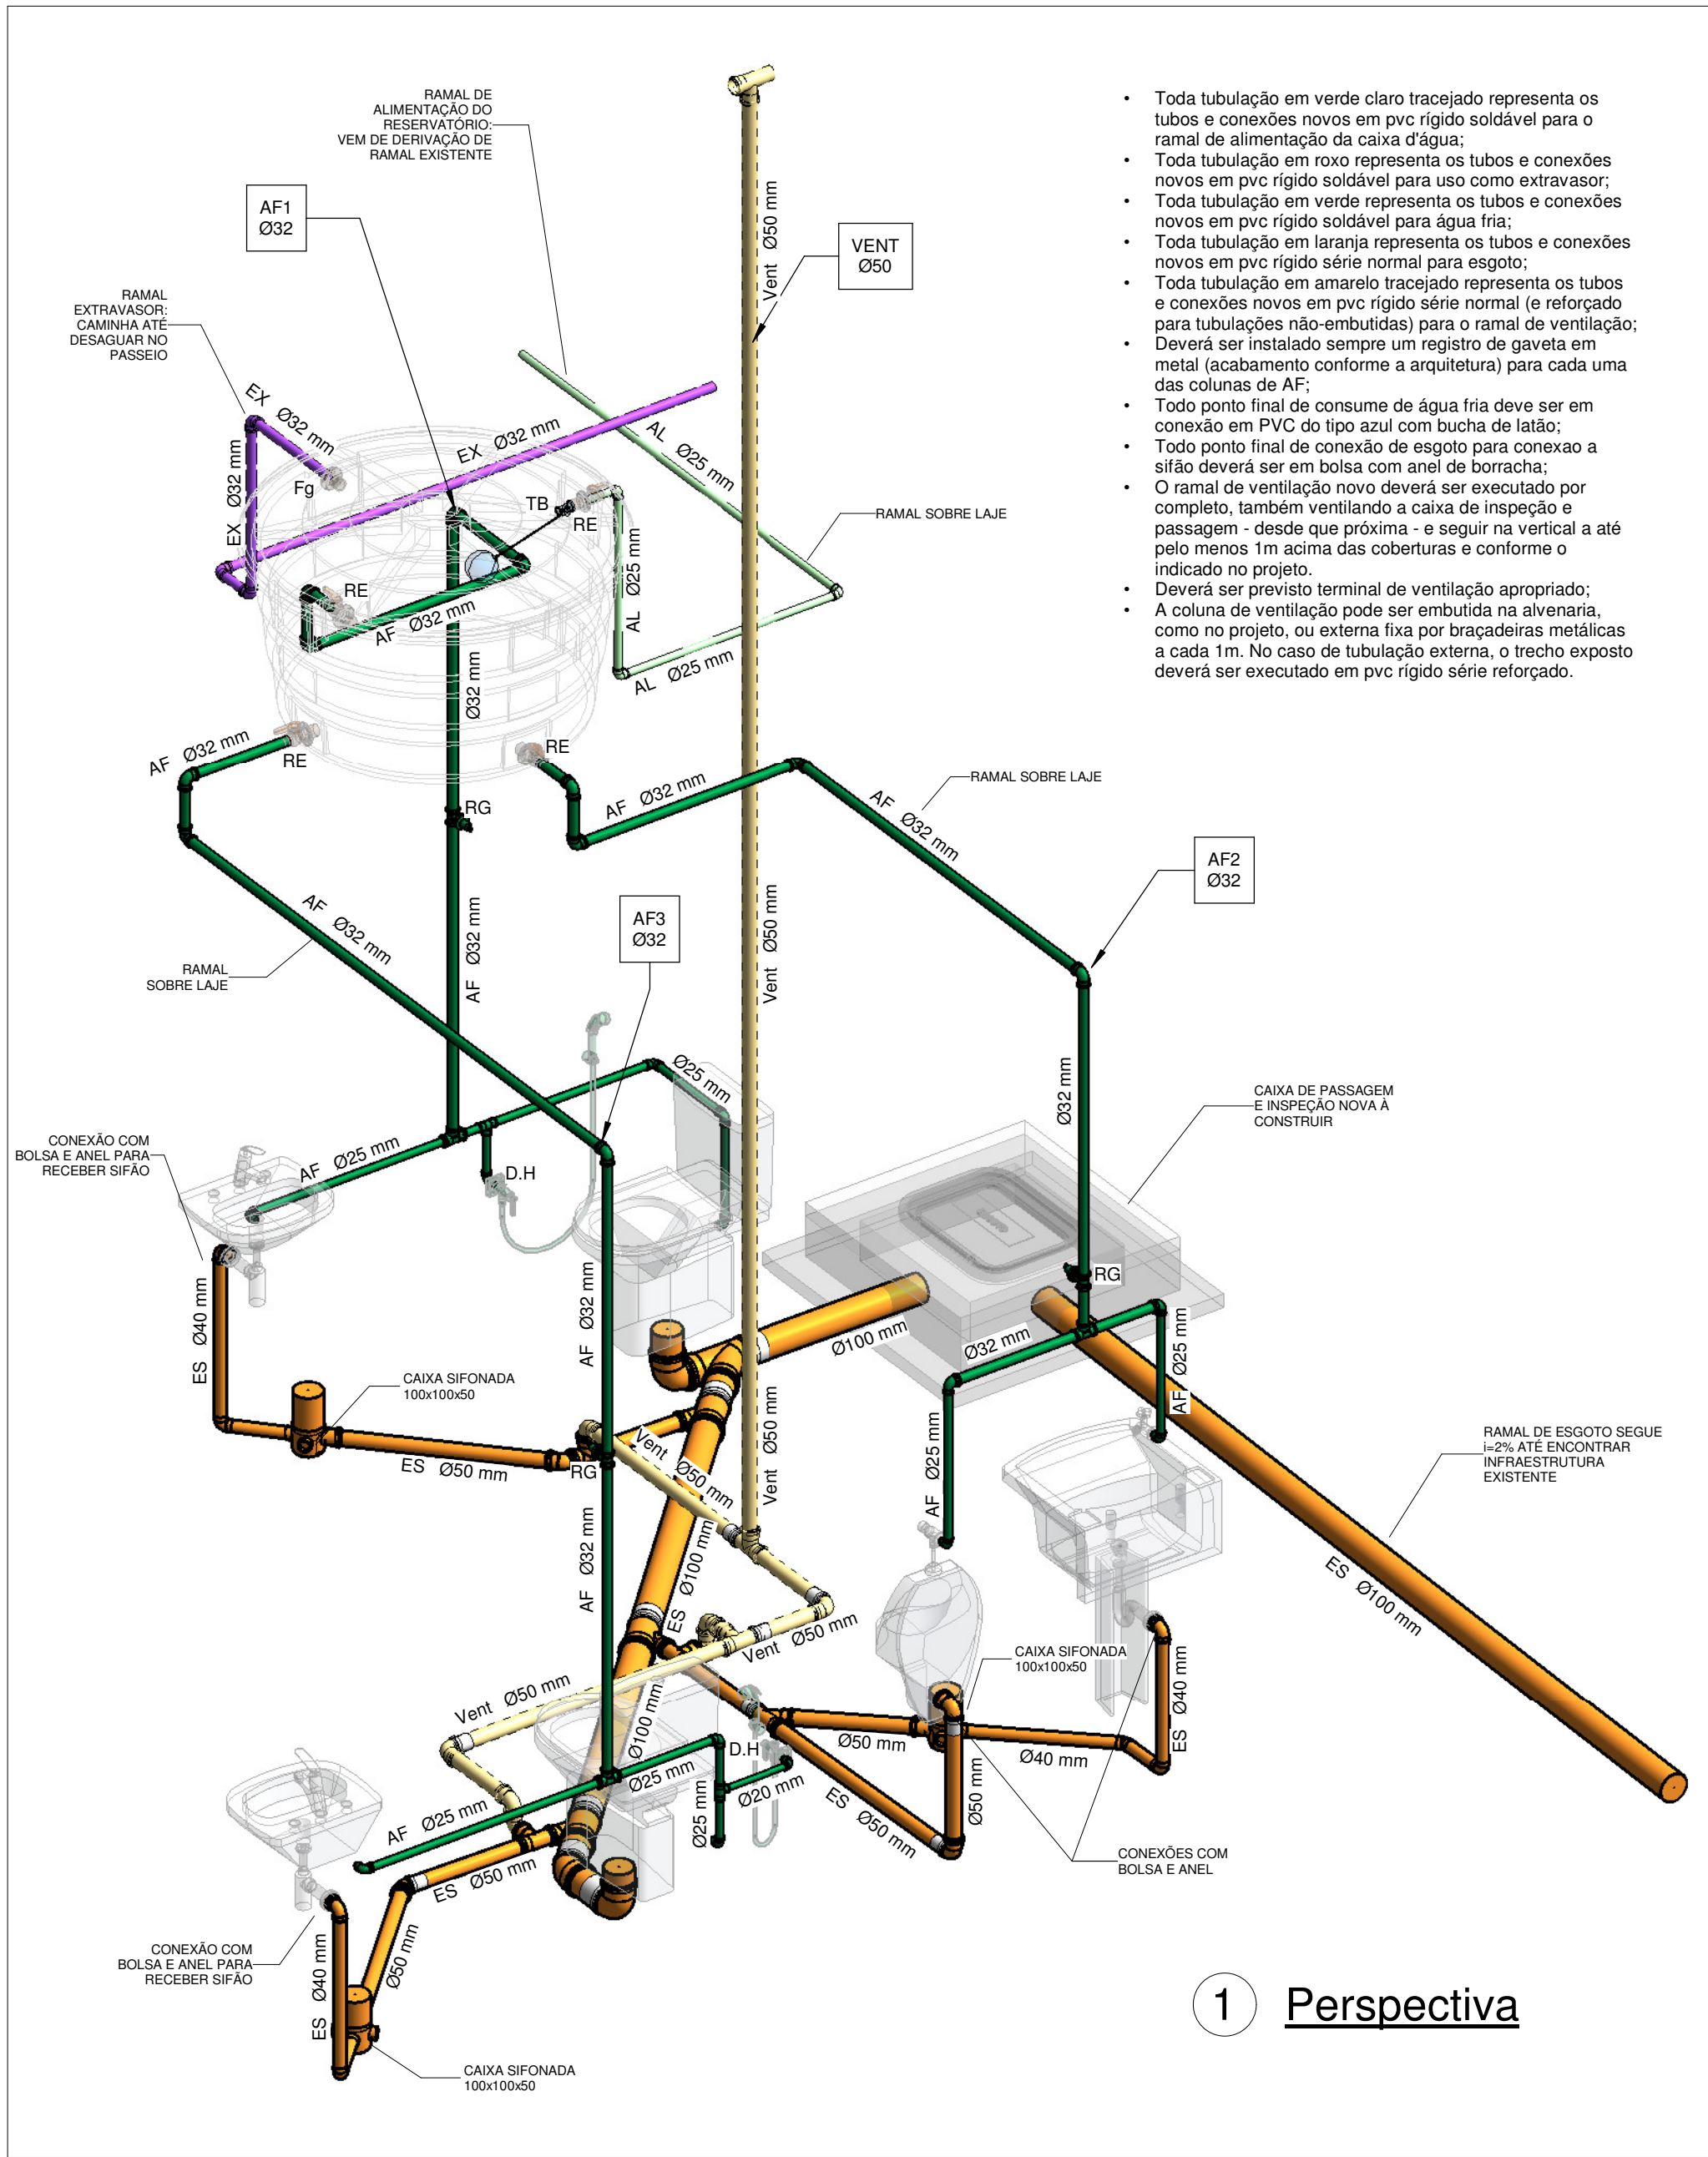 RAMAL DE
ALIMENTAÇÃO DO
RESERVATÓRIO:
VEM DE DERIVAÇÃO DE
RAMAL EXISTENTE
AF1
Ø32
VENT
Ø50
Vent Ø50 mm
RAMAL
EXTRAVASOR:
CAMINHA ATÉ
DESAGUAR NO
PASSEIO
• Toda tubulação em verde claro tracejado representa os
tubos e conexões novos em pvc rígido soldável para o
ramal de alimentação da caixa d'água;
• Toda tubulação em roxo representa os tubos e conexões
novos em pvc rígido soldável para uso como extravasor;
• Toda tubulação em verde representa os tubos e conexões
novos em pvc rígido soldável para água fria;
• Toda tubulação em laranja representa os tubos e conexões
novos em pvc rígido série normal para esgoto;
• Toda tubulação em amarelo tracejado representa os tubos
e conexões novos em pvc rígido série normal (e reforçado
para tubulações não-embutidas) para o ramal de ventilação;
• Deverá ser instalado sempre um registro de gaveta em
metal (acabamento conforme a arquitetura) para cada uma
das colunas de AF;
• Todo ponto final de consume de água fria deve ser em
conexão em PVC do tipo azul com bucha de latão;
• Todo ponto final de conexão de esgoto para conexao a
sifão deverá ser em bolsa com anel de borracha;
• O ramal de ventilação novo deverá ser executado por
completo, também ventilando a caixa de inspeção e
passagem - desde que próxima - e seguir na vertical a até
pelo menos 1m acima das coberturas e conforme o
indicado no projeto.
• Deverá ser previsto terminal de ventilação apropriado;
• A coluna de ventilação pode ser embutida na alvenaria,
como no projeto, ou externa fixa por braçadeiras metálicas
a cada 1m. No caso de tubulação externa, o trecho exposto
deverá ser executado em pvc rígido série reforçado.
EX Ø32 mm
EX Ø32 mm
EX Ø32 mm
Fg
AL Ø25 mm
TB
RE
RAMAL SOBRE LAJE
AL Ø25 mm
RE
AF Ø32 mm
AL Ø25 mm
Ø32 mm
AF Ø32 mm
RE
RE
AF Ø32 mm
RG
RAMAL SOBRE LAJE
AF Ø32 mm
AF2
Ø32
AF3
Ø32
AF Ø32 mm
AF Ø32 mm
Vent Ø50 mm
RAMAL
SOBRE LAJE
Ø25 mm
Ø32 mm
CAIXA DE PASSAGEM
E INSPEÇÃO NOVA À
CONSTRUIR
CONEXÃO COM
BOLSA E ANEL PARA
RECEBER SIFÃO
AF Ø25 mm
D.H
RG
ES Ø40 mm
AF Ø32 mm
Ø100 mm
Ø32 mm
AF Ø25 mm
CAIXA SIFONADA
100x100x50
ES Ø50 mm
RG
Vent Ø50 mm
Vent Ø50 mm
AF Ø25 mm
RAMAL DE ESGOTO SEGUE
i=2% ATÉ ENCONTRAR
INFRAESTRUTURA
EXISTENTE
AF Ø32 mm
ES Ø100 mm
ES Ø100 mm
Vent Ø50 mm
CAIXA SIFONADA
100x100x50
ES Ø40 mm
Vent Ø50 mm
Ø100 mm
Ø50 mm
Ø40 mm
D.H
Ø25 mm
Ø20 mm
Ø25 mm
ES Ø50 mm
Ø50 mm
AF Ø25 mm
ES Ø50 mm
CONEXÕES COM
BOLSA E ANEL
CONEXÃO COM
BOLSA E ANEL PARA
RECEBER SIFÃO
ES Ø40 mm
Ø50 mm
CAIXA SIFONADA
100x100x50
1 Perspectiva